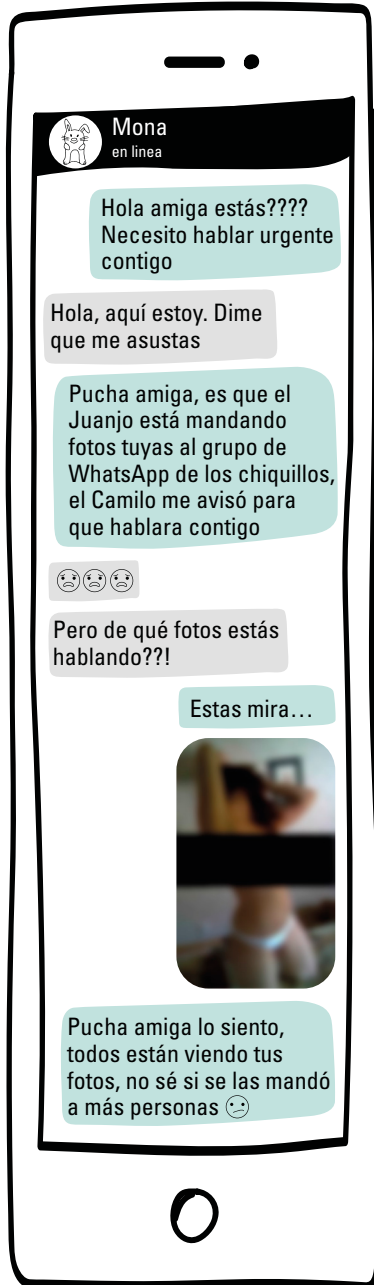 Mona
en linea
Hola amiga estás????
Necesito hablar urgente
contigo
Hola, aquí estoy. Dime
que me asustas
Pucha amiga, es que el
Juanjo está mandando
fotos tuyas al grupo de
WhatsApp de los chiquillos,
el Camilo me avisó para
que hablara contigo
Pero de qué fotos estás
hablando??!
Estas mira…
Pucha amiga lo siento,
todos están viendo tus
fotos, no sé si se las mandó
a más personas